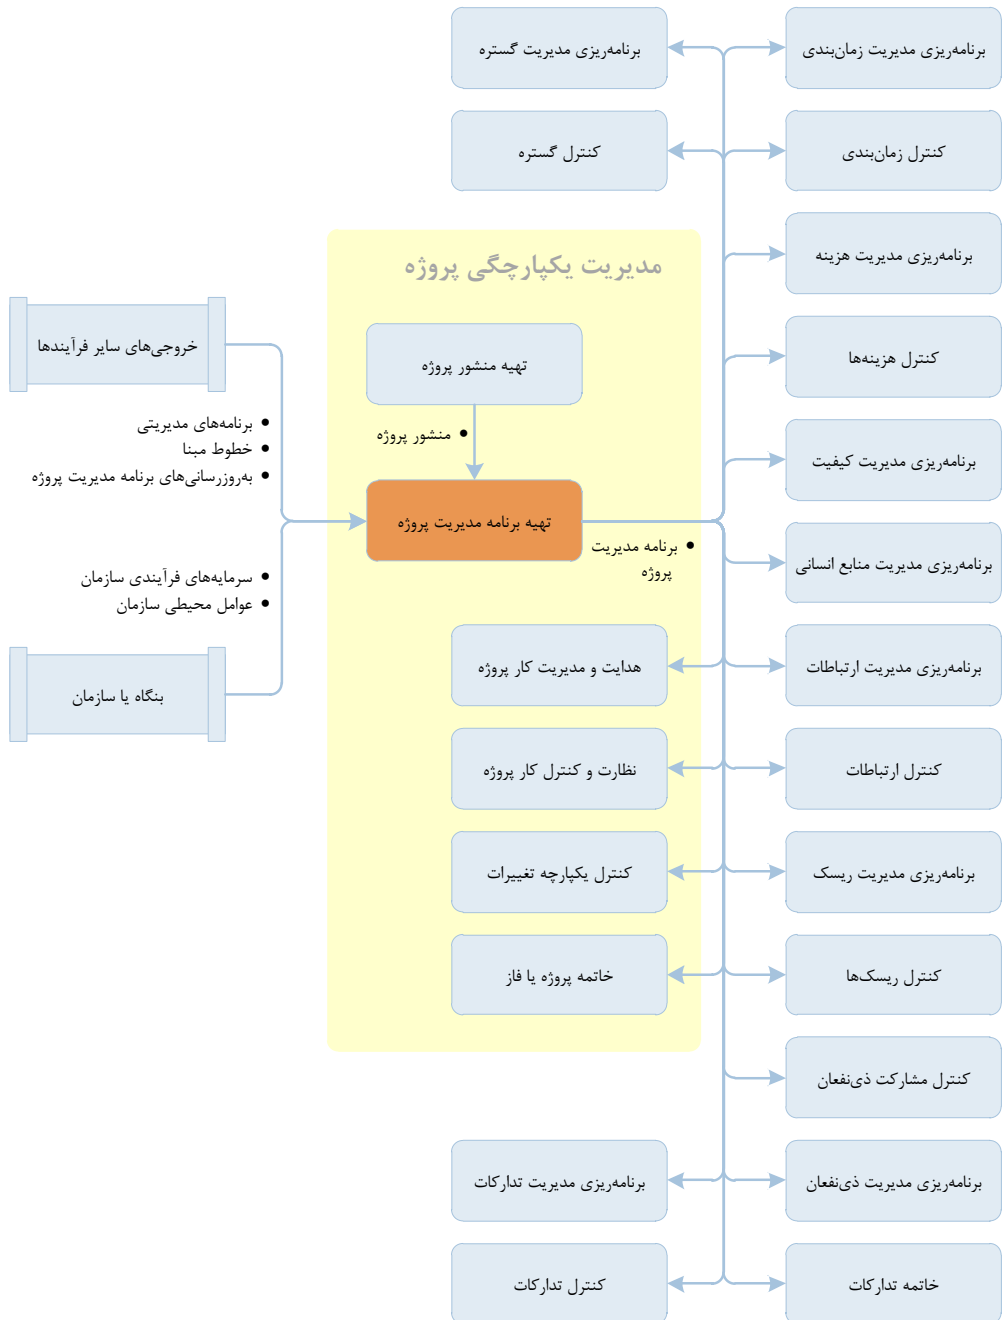 برنامه‌ریزی مدیریت زمان‌بندی
برنامه‌ریزی مدیریت گستره
کنترل زمان‌بندی
کنترل گستره
برنامه‌ریزی مدیریت هزینه
مدیریت یکپارچگی پروژه
کنترل هزینه‌ها
تهیه منشور پروژه
خروجی‌های سایر فرآیندها
• منشور پروژه
• برنامه‌های مدیریتی
• خطوط مبنا
• به‌روزرسانی‌های برنامه مدیریت پروژه
برنامه‌ریزی مدیریت کیفیت
تهیه برنامه مدیریت پروژه
• برنامه مدیریت
پروژه
برنامه‌ریزی مدیریت منابع انسانی
• سرمایه‌های فرآیندی سازمان
• عوامل محیطی سازمان
برنامه‌ریزی مدیریت ارتباطات
هدایت و مدیریت کار پروژه
بنگاه یا سازمان
کنترل ارتباطات
نظارت و کنترل کار پروژه
برنامه‌ریزی مدیریت ریسک
کنترل یکپارچه تغییرات
کنترل ریسک‌ها
خاتمه پروژه یا فاز
کنترل مشارکت ذی‌نفعان
برنامه‌ریزی مدیریت ذی‌نفعان
برنامه‌ریزی مدیریت تدارکات
خاتمه تدارکات
کنترل تدارکات